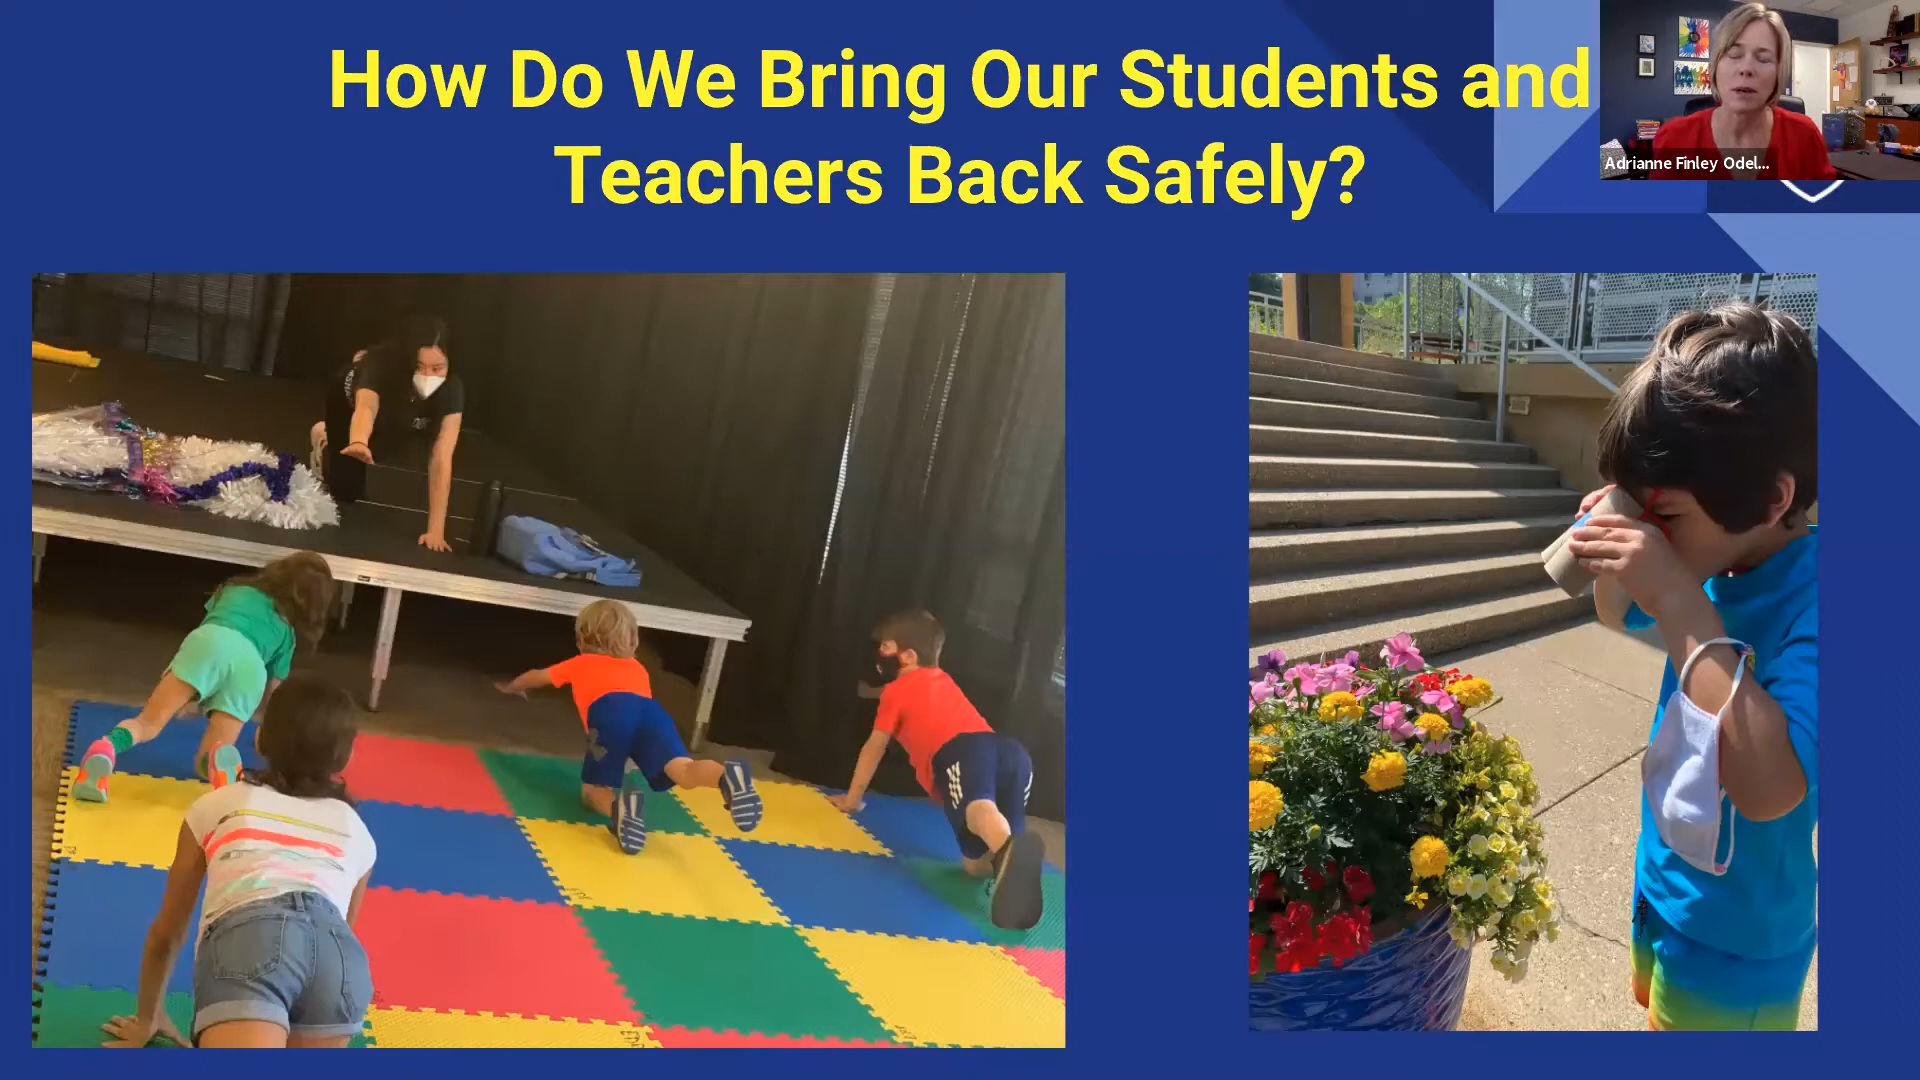 How Do We Bring Our Students and
Teachers Back Safely?
Adrianne Finley Odel...